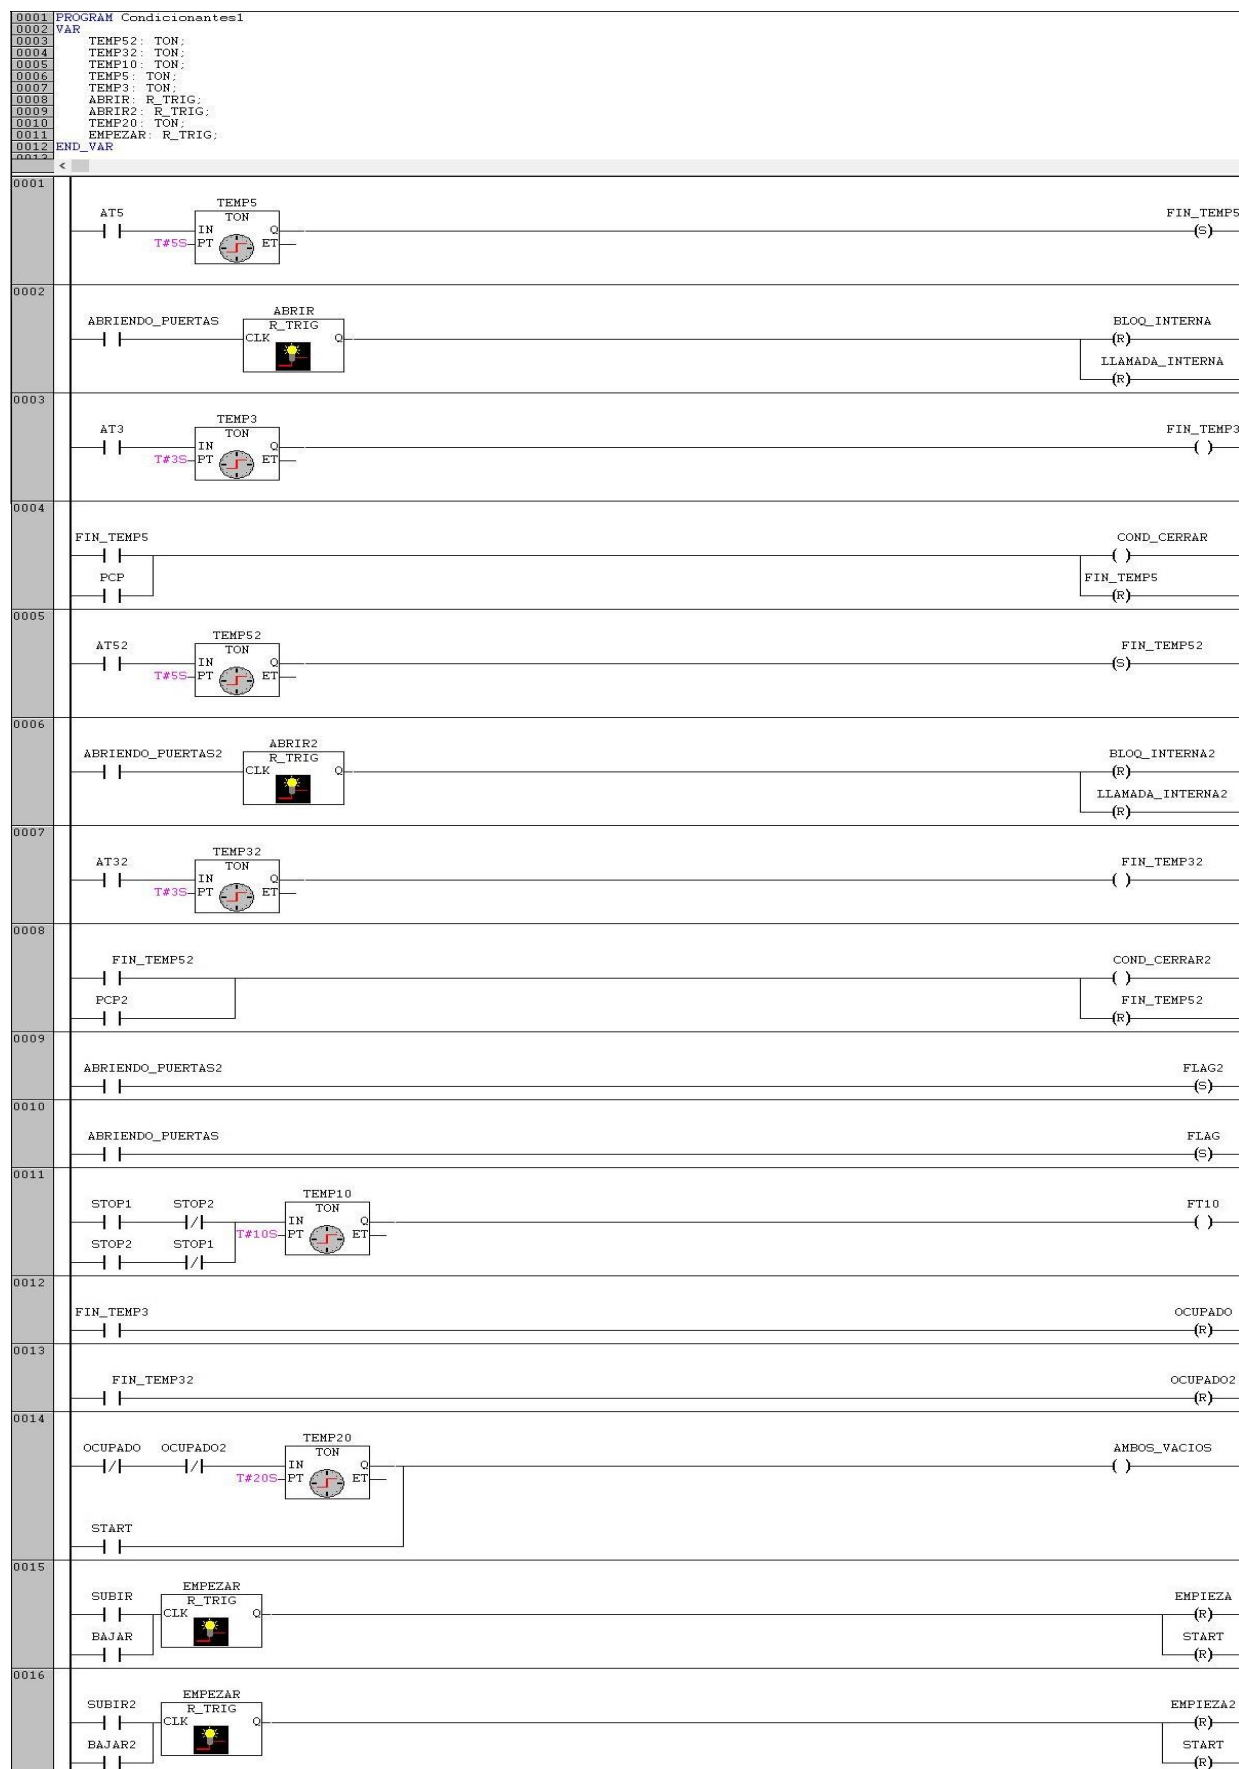 0001 PROGRAM Condicionantes1
0002 VAR
0003 TEMP52: TON;
0004 TEMP32: TON;
0005 TEMP10: TON;
0006 TEMP5: TON;
0007 TEMP3: TON;
0008 ABRIR: R_TRIG;
0009 ABRIR2: R_TRIG;
0010 TEMP20: TON;
0011 EMPEZAR: R_TRIG;
0012 END_VAR
0013
<
0001
TEMP5
AT5 TON FIN_TEMP5
IN Q (S)
T#5S PT ET
0002
ABRIR
ABRIENDO_PUERTAS R_TRIG BLOQ_INTERNA
CLK Q (R)
LLAMADA_INTERNA
(R)
0003
TEMP3
AT3 TON FIN_TEMP3
IN Q ( )
T#3S PT ET
0004
FIN_TEMP5 COND_CERRAR
( )
PCP FIN_TEMP5
(R)
0005
TEMP52
AT52 TON FIN_TEMP52
IN Q (S)
T#5S PT ET
0006
ABRIR2
ABRIENDO_PUERTAS2 R_TRIG BLOQ_INTERNA2
CLK Q (R)
LLAMADA_INTERNA2
(R)
0007
TEMP32
AT32 TON FIN_TEMP32
IN Q ( )
T#3S PT ET
0008
FIN_TEMP52 COND_CERRAR2
( )
PCP2 FIN_TEMP52
(R)
0009
ABRIENDO_PUERTAS2 FLAG2
(S)
0010
ABRIENDO_PUERTAS FLAG
(S)
0011
TEMP10
STOP1 STOP2 TON FT10
IN Q ( )
STOP2 STOP1 T#10S PT ET
0012
FIN_TEMP3 OCUPADO
(R)
0013
FIN_TEMP32 OCUPADO2
(R)
0014
TEMP20
OCUPADO OCUPADO2 TON AMBOS_VACIOS
IN Q ( )
T#20S PT ET
START
0015
EMPEZAR
SUBIR R_TRIG EMPIEZA
CLK Q (R)
BAJAR START
(R)
0016
EMPEZAR
SUBIR2 R_TRIG EMPIEZA2
CLK Q (R)
BAJAR2 START
(R)